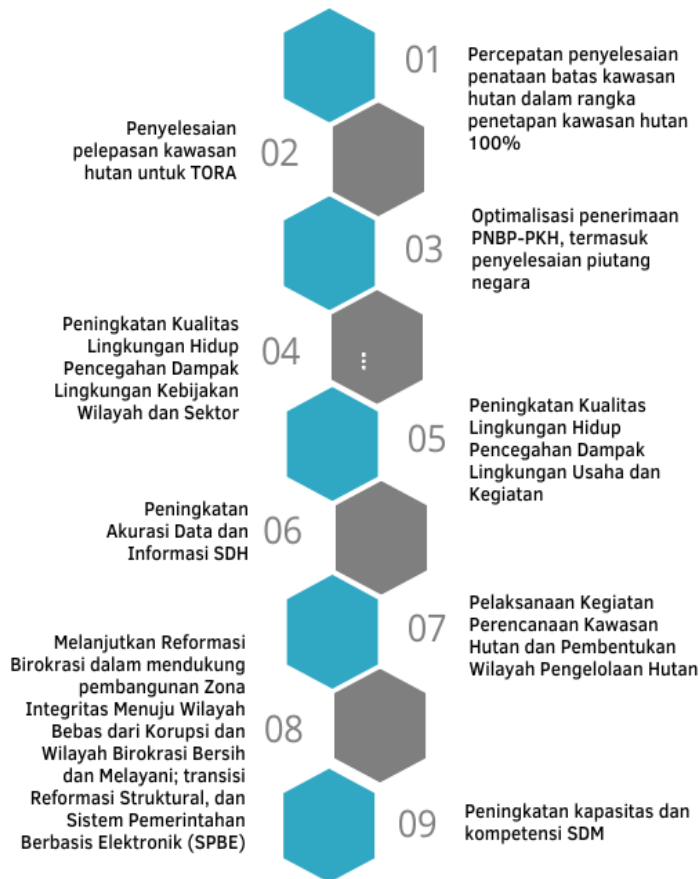 01
Percepatan penyelesaian
penataan batas kawasan
hutan dalam rangka
penetapan kawasan hutan
100%
Penyelesaian
pelepasan kawasan
hutan untuk TORA
02
03
Optimalisasi penerimaan
PNBP-PKH, termasuk
penyelesaian piutang
negara
Peningkatan Kualitas
Lingkungan Hidup
Pencegahan Dampak
Lingkungan Kebijakan
Wilayah dan Sektor
04
...
05
Peningkatan Kualitas
Lingkungan Hidup
Pencegahan Dampak
Lingkungan Usaha dan
Kegiatan
Peningkatan
Akurasi Data dan
Informasi SDH
06
07
Pelaksanaan Kegiatan
Perencanaan Kawasan
Hutan dan Pembentukan
Wilayah Pengelolaan Hutan
Melanjutkan Reformasi
Birokrasi dalam mendukung
pembangunan Zona
Integritas Menuju Wilayah
Bebas dari Korupsi dan
Wilayah Birokrasi Bersih
dan Melayani; transisi
Reformasi Struktural, dan
Sistem Pemerintahan
Berbasis Elektronik (SPBE)
08
09
Peningkatan kapasitas dan
kompetensi SDM